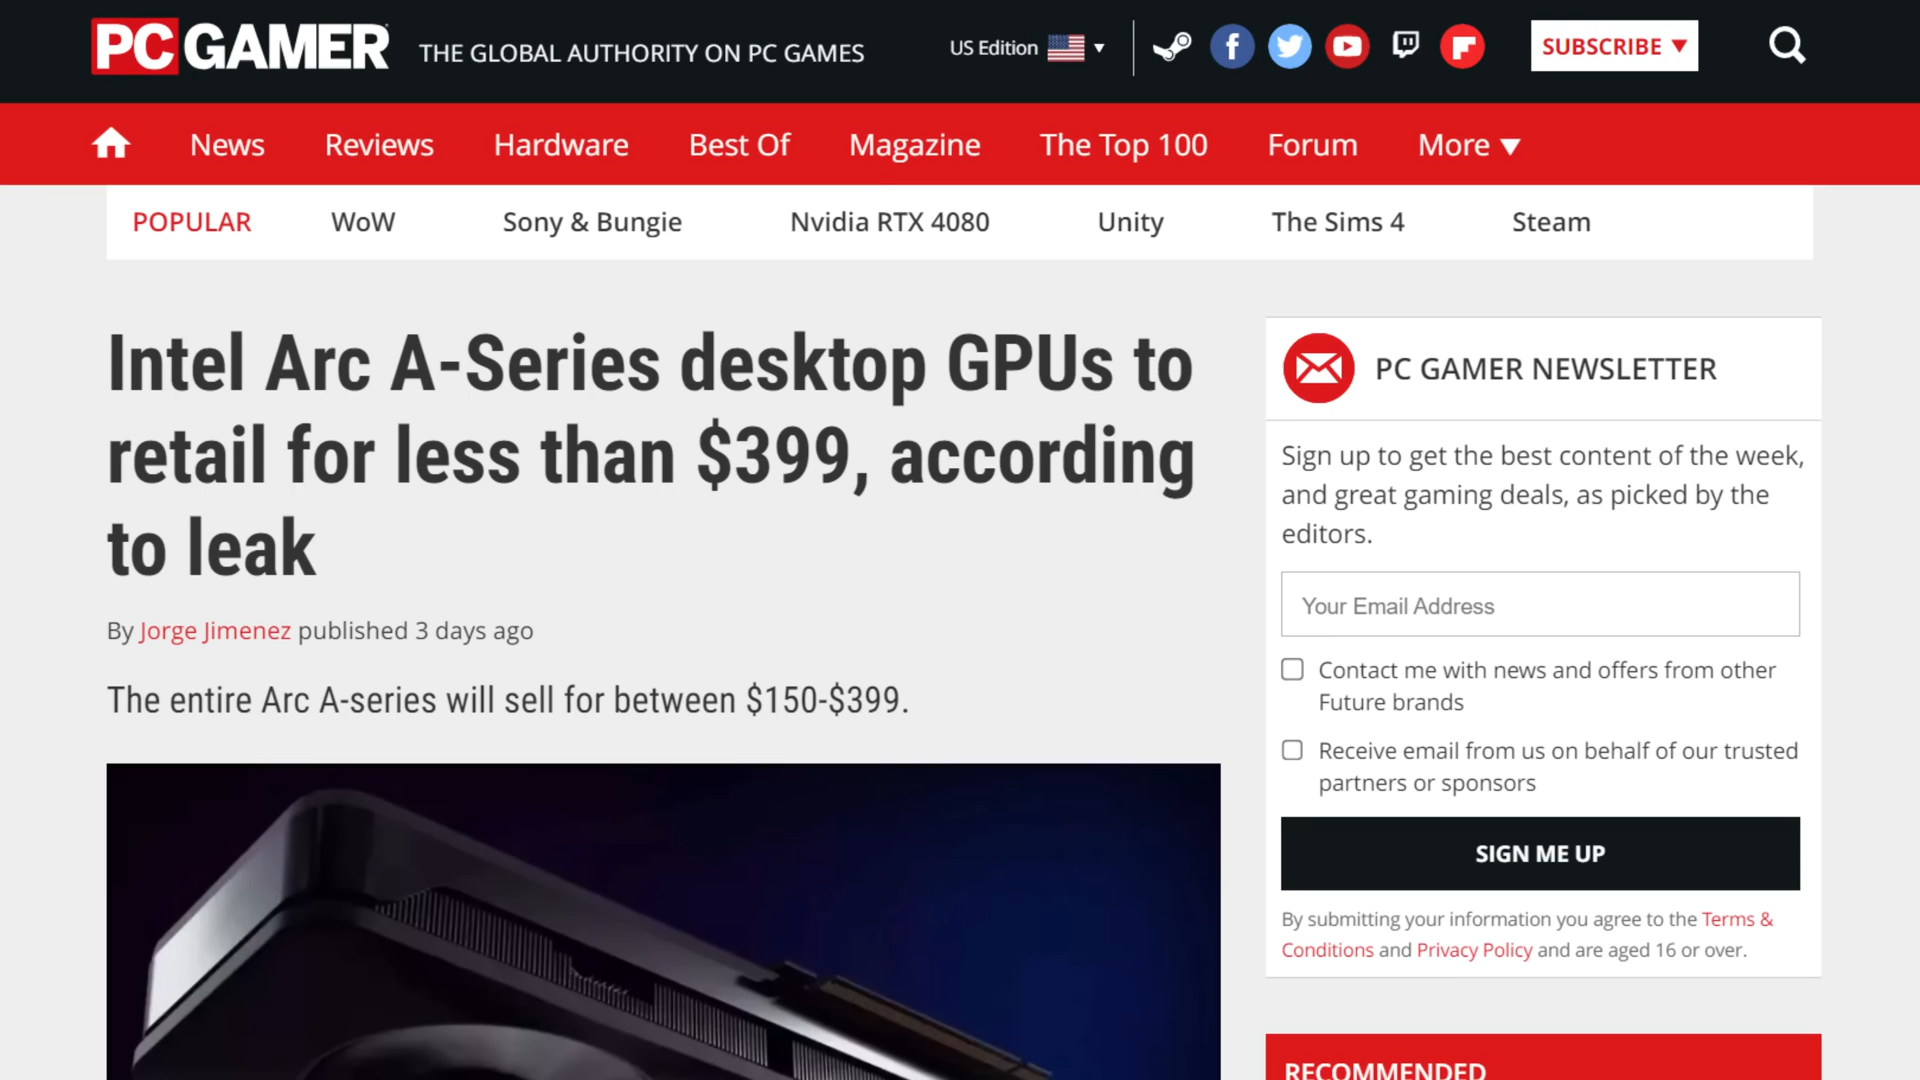 PC GAMER
THE GLOBAL AUTHORITY ON PC GAMES
US Edition
SUBSCRIBE
News Reviews Hardware Best Of Magazine The Top 100 Forum More
POPULAR WoW Sony & Bungie Nvidia RTX 4080 Unity The Sims 4 Steam
Intel Arc A-Series desktop GPUs to
retail for less than $399, according
to leak
By Jorge Jimenez published 3 days ago
The entire Arc A-series will sell for between $150-$399.
PC GAMER NEWSLETTER
Sign up to get the best content of the week,
and great gaming deals, as picked by the
editors.
Your Email Address
Contact me with news and offers from other
Future brands
Receive email from us on behalf of our trusted
partners or sponsors
SIGN ME UP
By submitting your information you agree to the Terms &
Conditions and Privacy Policy and are aged 16 or over.
RECOMMENDED